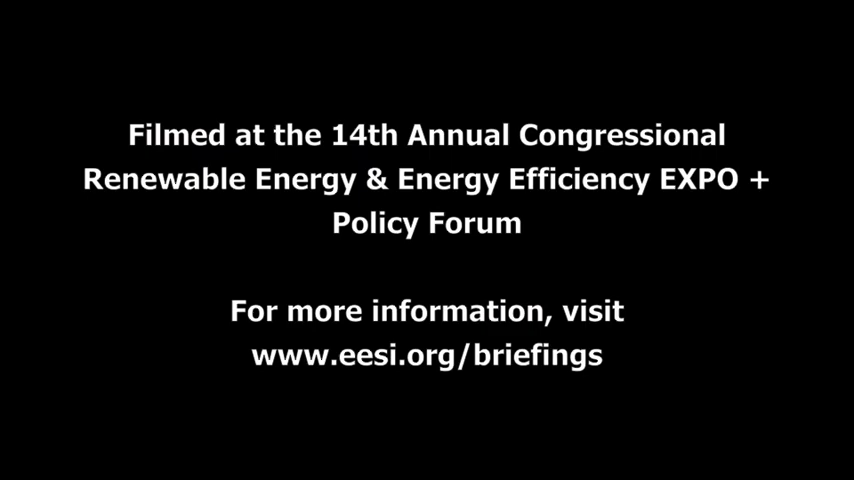 Filmed at the 14th Annual Congressional
Renewable Energy & Energy Efficiency EXPO +
Policy Forum
For more information, visit
www.eesi.org/briefings